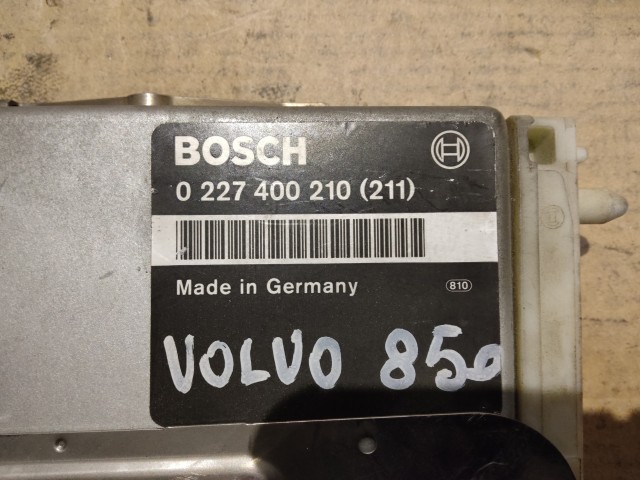 BOSCH
0 227 400 210 (211)
Made in Germany 810
VOLVO 850